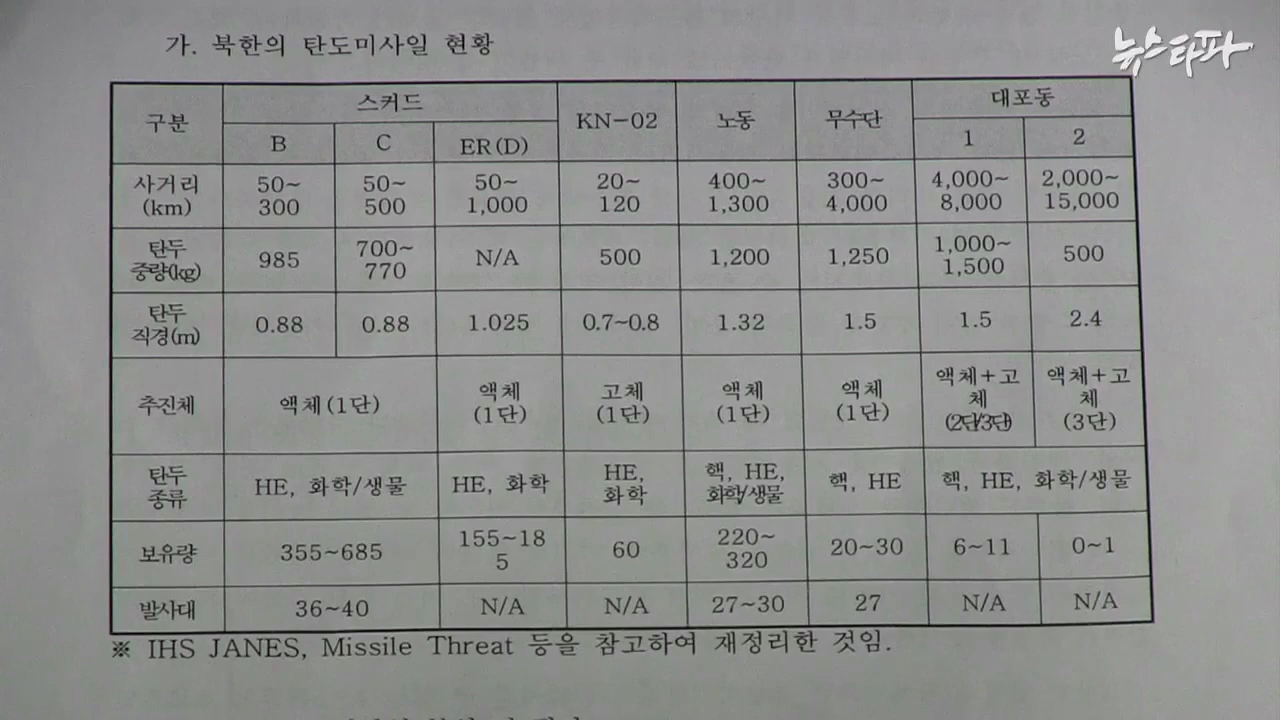 뉴스타파
가. 북한의 탄도미사일 현황
구분 스커드 KN-02 노동 무수단 대포동
B C ER(D) 1 2
사거리 (km) 50~ 300 50~ 500 50~ 1,000 20~ 120 400~ 1,300 300~ 4,000 4,000~ 8,000 2,000~ 15,000
탄두 중량(kg) 985 700~ 770 N/A 500 1,200 1,250 1,000~ 1,500 500
탄두 직경(m) 0.88 0.88 1.025 0.7~0.8 1.32 1.5 1.5 2.4
추진체 액체(1단) 액체 (1단) 고체 (1단) 액체 (1단) 액체 (1단) 액체+고 체 (2단/3단) 액체+고 체 (3단)
탄두 종류 HE, 화학/생물 HE, 화학 HE, 화학 핵, HE, 화학/생물 핵, HE 핵, HE, 화학/생물
보유량 355~685 155~18 5 60 220~ 320 20~30 6~11 0~1
발사대 36~40 N/A N/A 27~30 27 N/A N/A
※ IHS JANES, Missile Threat 등을 참고하여 재정리한 것임.